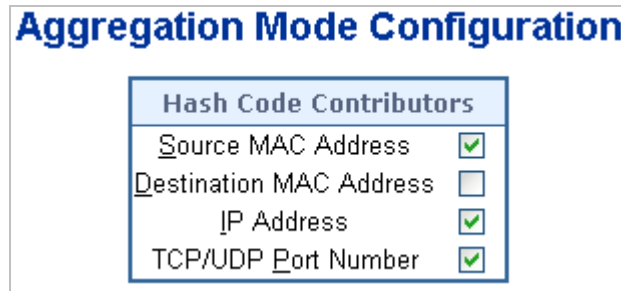 Aggregation Mode Configuration
Hash Code Contributors
Source MAC Address
Destination MAC Address
IP Address
TCP/UDP Port Number